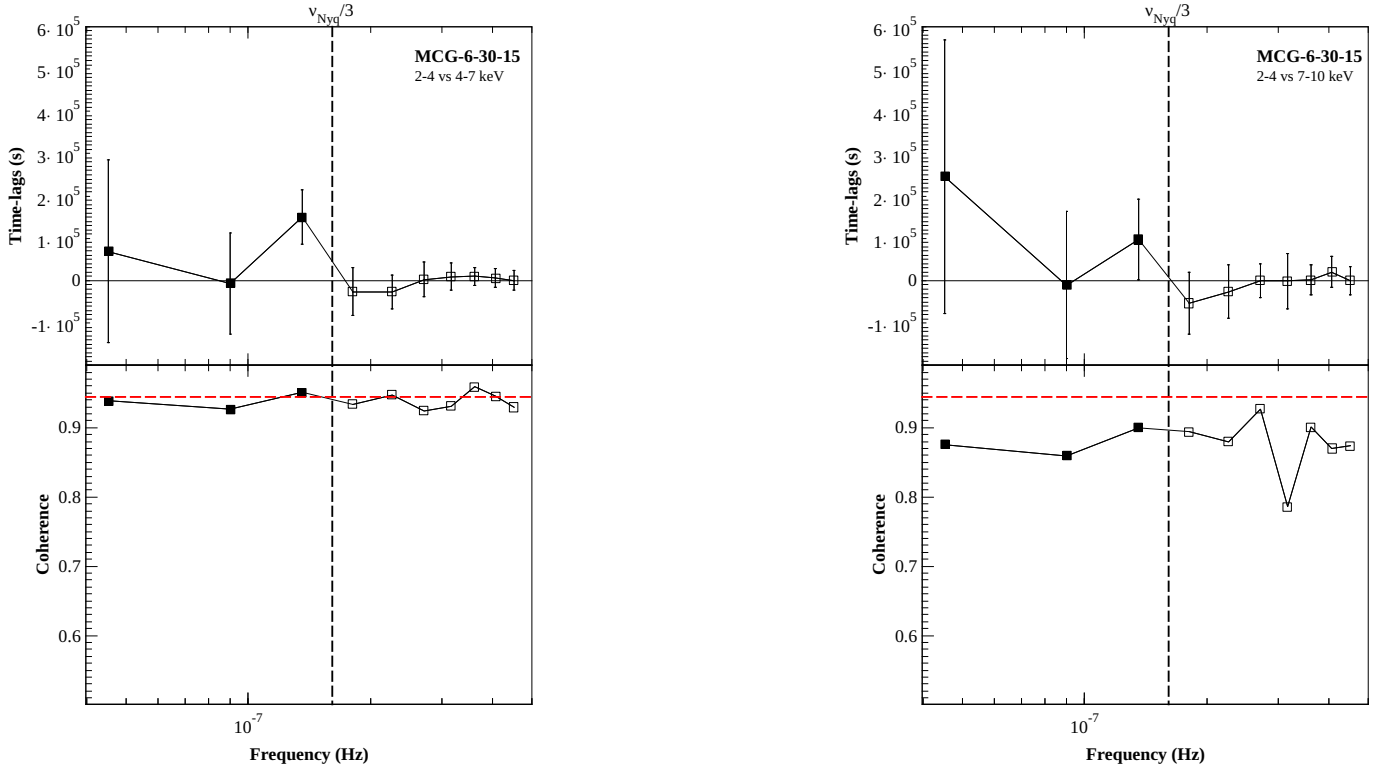 ν_Nyq/3
6· 10^5
MCG-6-30-15
2-4 vs 4-7 keV
5· 10^5
4· 10^5
3· 10^5
2· 10^5
1· 10^5
0
-1· 10^5
Time-lags (s)
0.9
0.8
0.7
0.6
Coherence
10^-7
Frequency (Hz)
ν_Nyq/3
6· 10^5
MCG-6-30-15
2-4 vs 7-10 keV
5· 10^5
4· 10^5
3· 10^5
2· 10^5
1· 10^5
0
-1· 10^5
Time-lags (s)
0.9
0.8
0.7
0.6
Coherence
10^-7
Frequency (Hz)